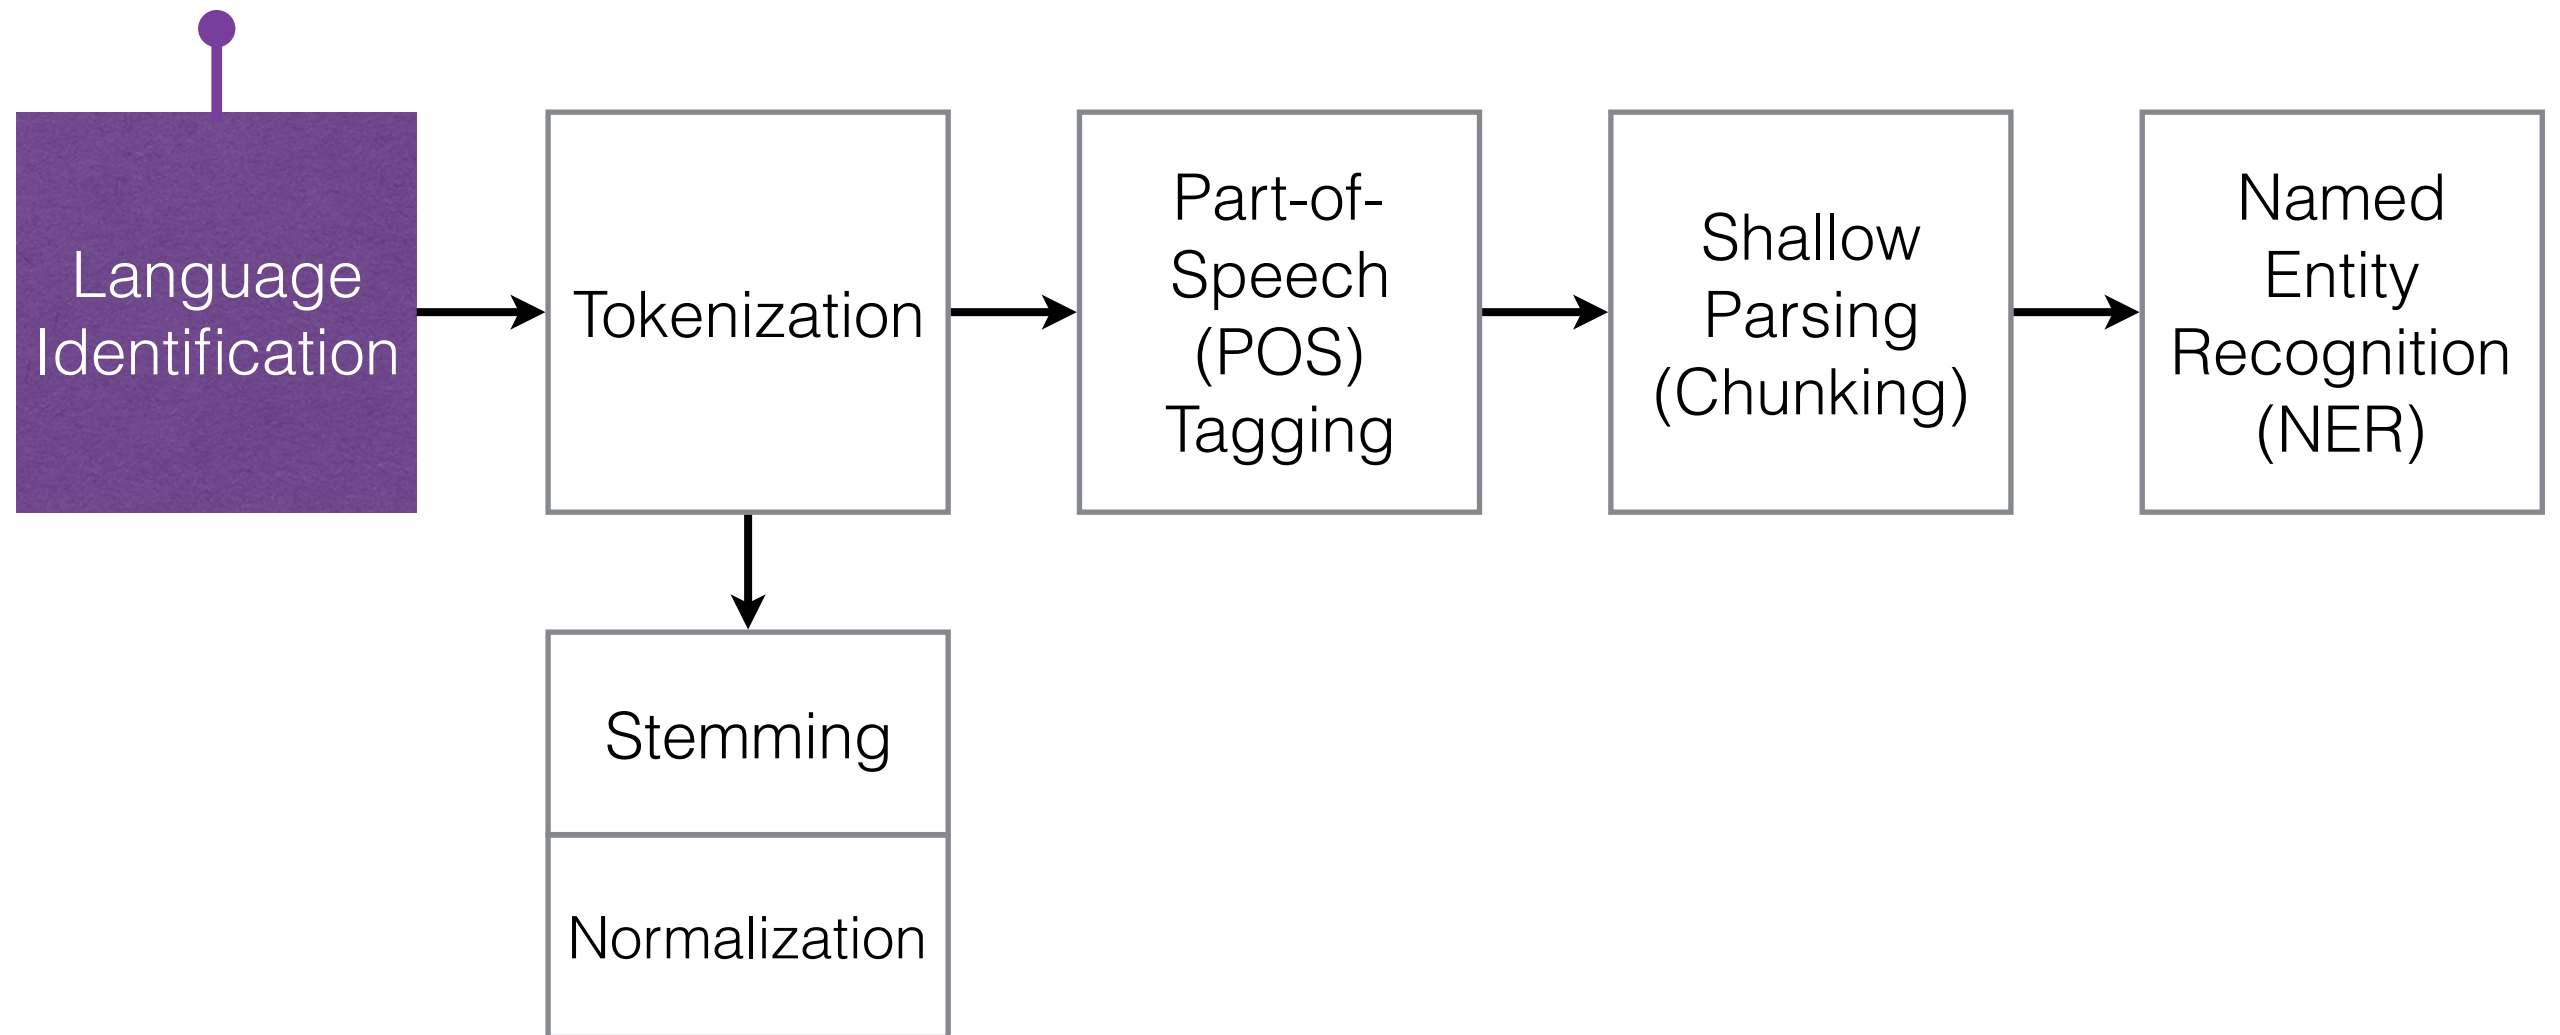 Language
Identification
Tokenization
Part-of-
Speech
(POS)
Tagging
Shallow
Parsing
(Chunking)
Named
Entity
Recognition
(NER)
Stemming
Normalization